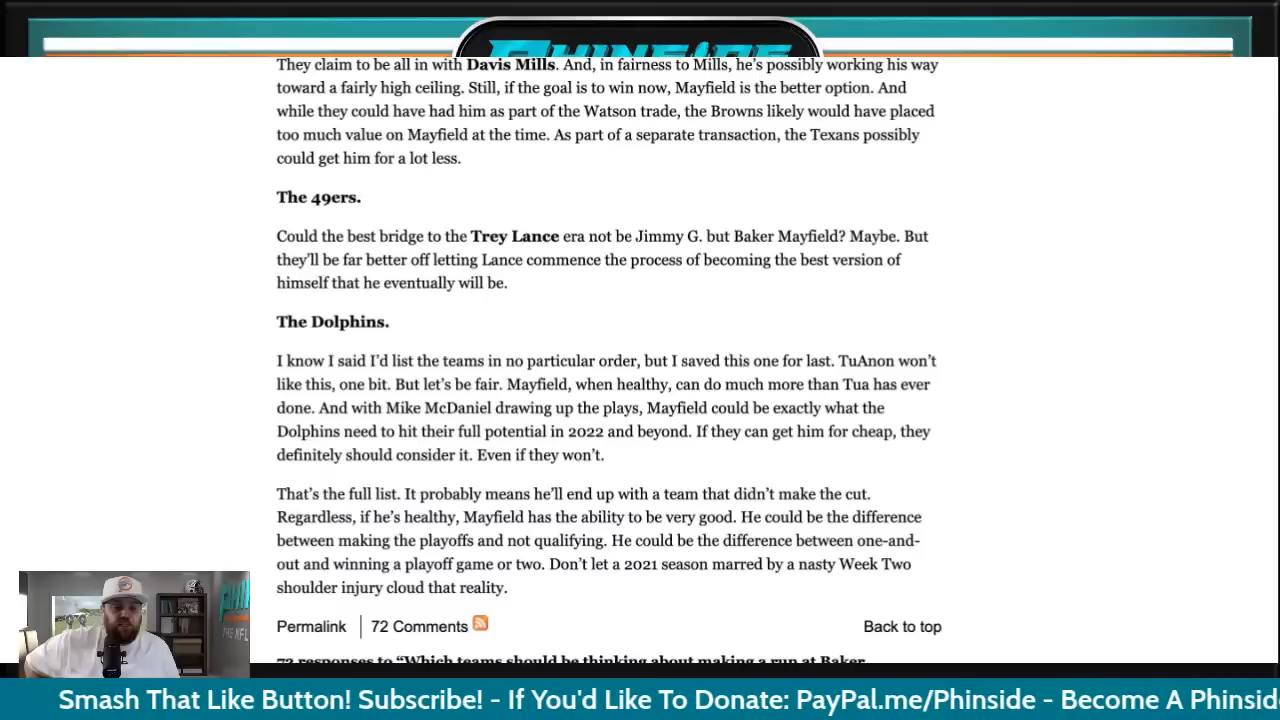 PHINSIDE
They claim to be all in with Davis Mills. And, in fairness to Mills, he's possibly working his way
toward a fairly high ceiling. Still, if the goal is to win now, Mayfield is the better option. And
while they could have had him as part of the Watson trade, the Browns likely would have placed
too much value on Mayfield at the time. As part of a separate transaction, the Texans possibly
could get him for a lot less.
The 49ers.
Could the best bridge to the Trey Lance era not be Jimmy G. but Baker Mayfield? Maybe. But
they'll be far better off letting Lance commence the process of becoming the best version of
himself that he eventually will be.
The Dolphins.
I know I said I'd list the teams in no particular order, but I saved this one for last. TuAnon won't
like this, one bit. But let's be fair. Mayfield, when healthy, can do much more than Tua has ever
done. And with Mike McDaniel drawing up the plays, Mayfield could be exactly what the
Dolphins need to hit their full potential in 2022 and beyond. If they can get him for cheap, they
definitely should consider it. Even if they won't.
That's the full list. It probably means he'll end up with a team that didn't make the cut.
Regardless, if he's healthy, Mayfield has the ability to be very good. He could be the difference
between making the playoffs and not qualifying. He could be the difference between one-and-
out and winning a playoff game or two. Don't let a 2021 season marred by a nasty Week Two
shoulder injury cloud that reality.
Permalink 72 Comments Back to top
72 responses to “Which teams should be thinking about making a run at Baker
PHINS
THE NFL
Smash That Like Button! Subscribe! - If You'd Like To Donate: PayPal.me/Phinside - Become A Phinsid